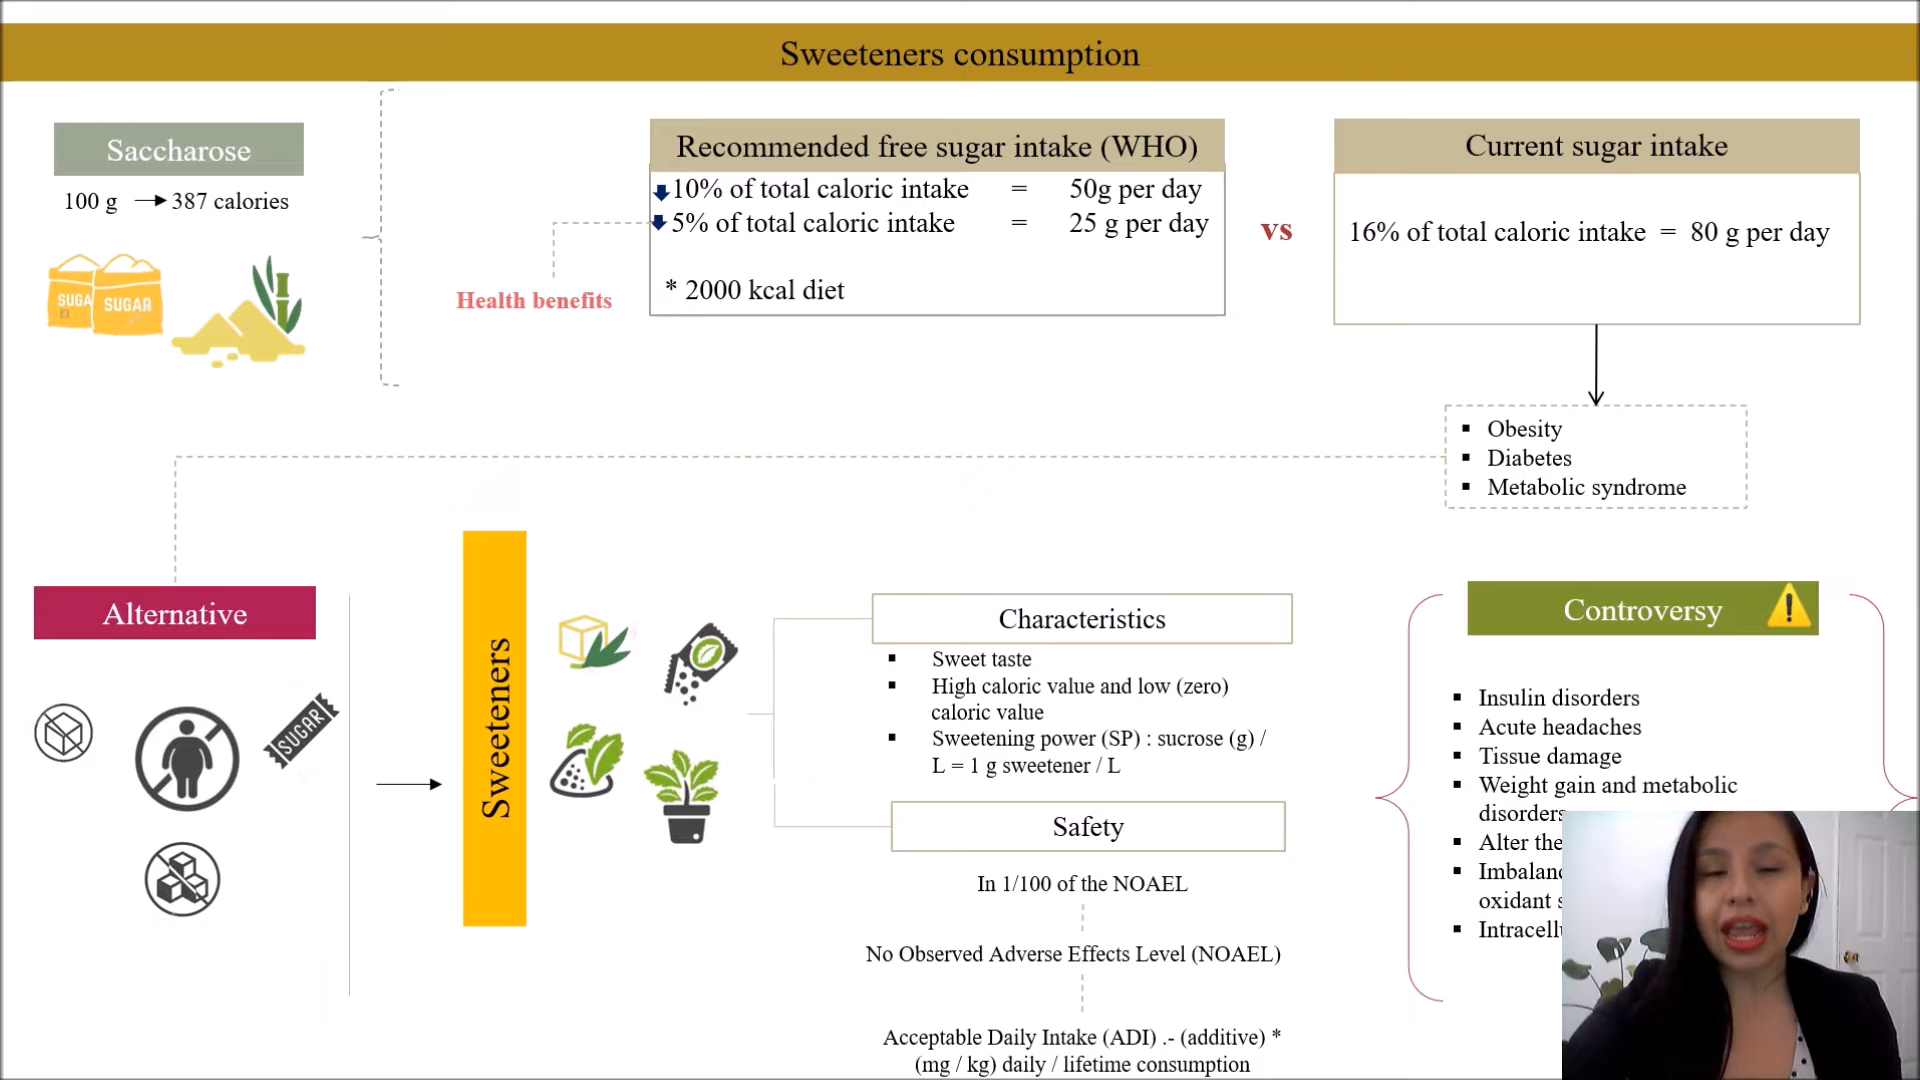 Sweeteners consumption
Saccharose
100 g → 387 calories
SUGAR
SUGAR
Recommended free sugar intake (WHO)
10% of total caloric intake = 50g per day
5% of total caloric intake = 25 g per day
* 2000 kcal diet
Health benefits
vs
Current sugar intake
16% of total caloric intake = 80 g per day
▪ Obesity
▪ Diabetes
▪ Metabolic syndrome
Alternative
SUGAR
Sweeteners
Characteristics
▪ Sweet taste
▪ High caloric value and low (zero)
caloric value
▪ Sweetening power (SP) : sucrose (g) /
L = 1 g sweetener / L
Safety
In 1/100 of the NOAEL
No Observed Adverse Effects Level (NOAEL)
Acceptable Daily Intake (ADI) .- (additive) *
(mg / kg) daily / lifetime consumption
Controversy
▪ Insulin disorders
▪ Acute headaches
▪ Tissue damage
▪ Weight gain and metabolic
disorders
▪ Alter the
▪
oxidant
▪